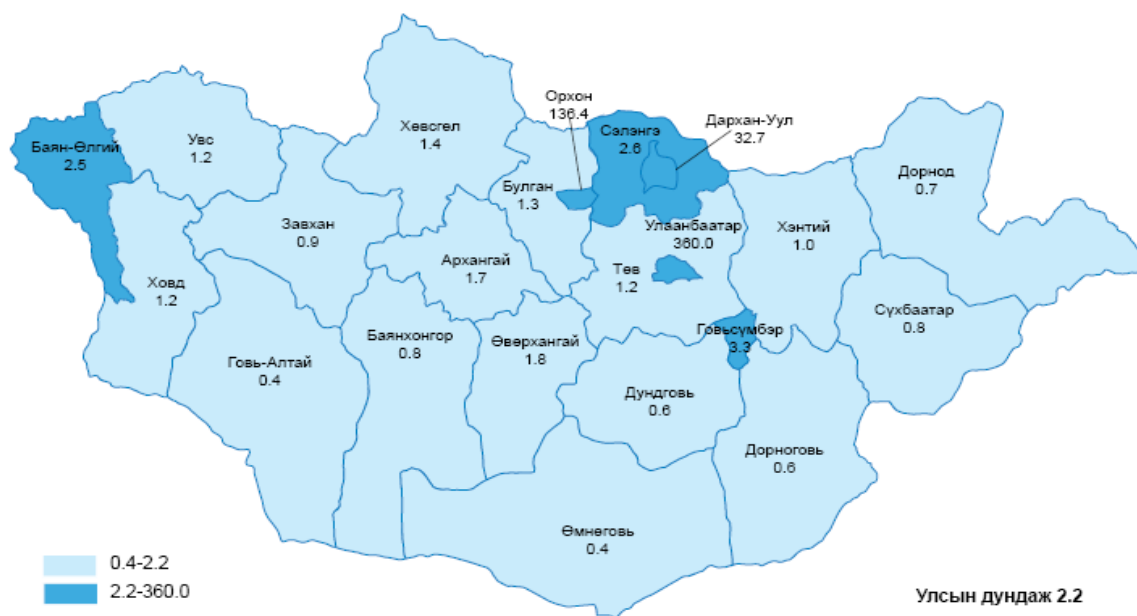 Орхон
136.4
Дархан-Уул
32.7
Сэлэнгэ
2.6
Баян-Өлгий
2.5
Увс
1.2
Хөвсгөл
1.4
Булган
1.3
Дорнод
0.7
Завхан
0.9
Улаанбаатар
360.0
Хэнтий
1.0
Архангай
1.7
Төв
1.2
Ховд
1.2
Сүхбаатар
0.8
Баянхонгор
0.8
Өвөрхангай
1.8
Говьсүмбэр
3.3
Говь-Алтай
0.4
Дундговь
0.6
Дорноговь
0.6
Өмнөговь
0.4
0.4-2.2
2.2-360.0
Улсын дундаж 2.2